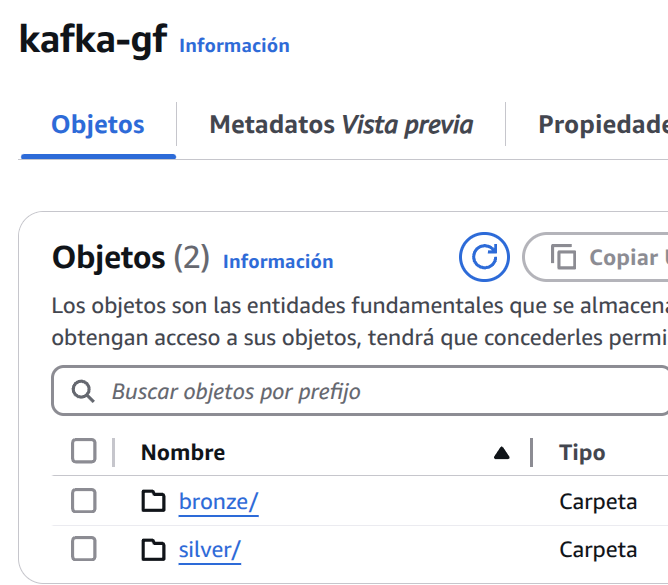 kafka-gf Información
Objetos Metadatos Vista previa Propiedade
Objetos (2) Información Copiar
Los objetos son las entidades fundamentales que se almacena
obtengan acceso a sus objetos, tendrá que concederles permi
Buscar objetos por prefijo
Nombre Tipo
bronze/ Carpeta
silver/ Carpeta